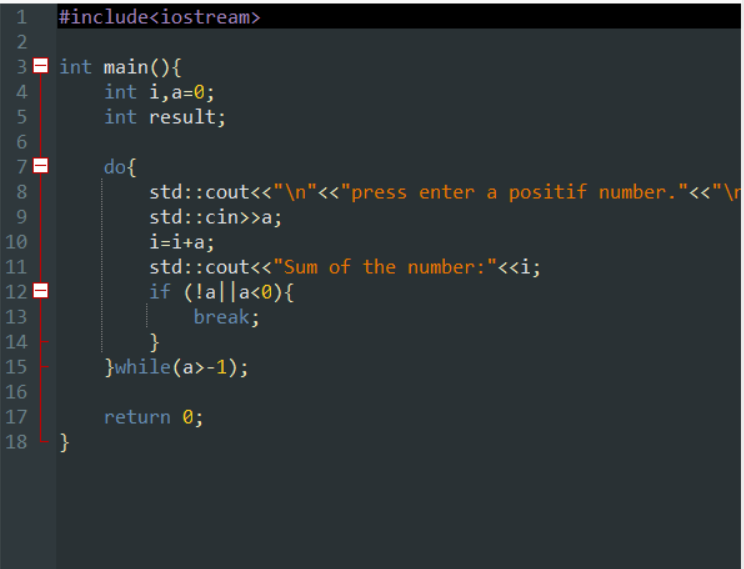 1 #include<iostream>
2
3 int main(){
4 int i,a=0;
5 int result;
6
7 do{
8 std::cout<<"\n"<<"press enter a positif number."<<"\
9 std::cin>>a;
10 i=i+a;
11 std::cout<<"Sum of the number:"<<i;
12 if (!a||a<0){
13 break;
14 }
15 }while(a>-1);
16
17 return 0;
18 }